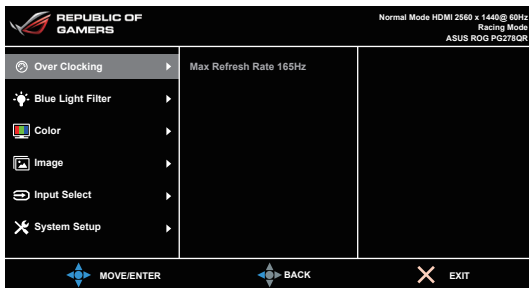 REPUBLIC OF
GAMERS
Normal Mode HDMI 2560 x 1440@ 60Hz
Racing Mode
ASUS ROG PG278QR
Over Clocking
Max Refresh Rate 165Hz
Blue Light Filter
Color
Image
Input Select
System Setup
MOVE/ENTER
BACK
EXIT